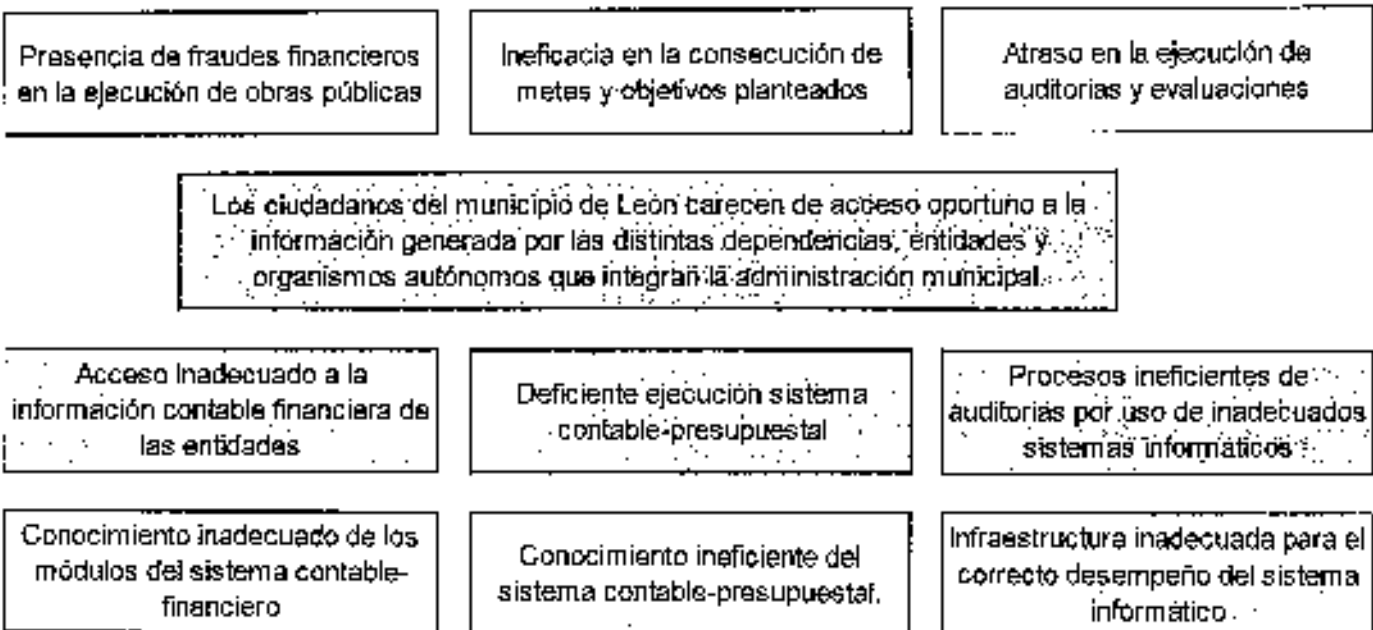 Presencia de fraudes financieros
en la ejecución de obras públicas
Ineficacia en la consecución de
metas y objetivos planteados
Atraso en la ejecución de
auditorias y evaluaciones
Los ciudadanos del municipio de León carecen de acceso oportuno a la
información generada por las distintas dependencias, entidades y
organismos autónomos que integran la administración municipal.
Acceso Inadecuado a la
información contable financiera de
las entidades
Deficiente ejecución sistema
contable-presupuestal
Procesos ineficientes de
auditorias por uso de inadecuados
sistemas informáticos
Conocimiento inadecuado de los
módulos del sistema contable-
financiero
Conocimiento ineficiente del
sistema contable-presupuestal.
Infraestructura inadecuada para el
correcto desempeño del sistema
informático.